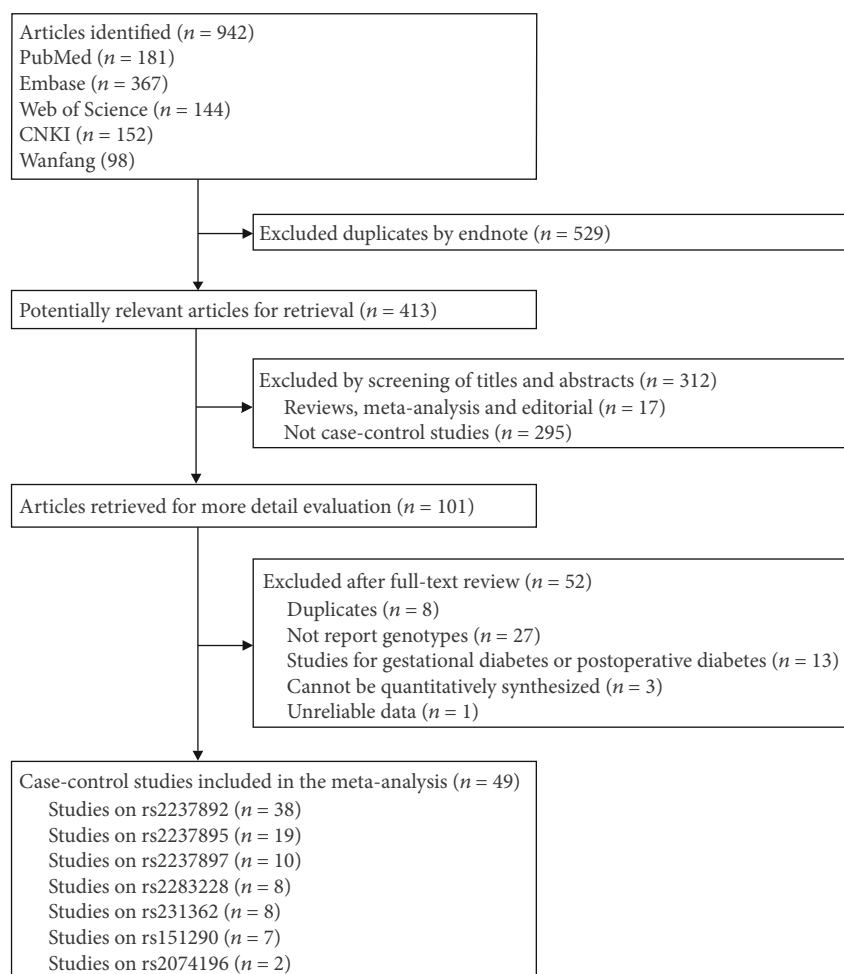 Articles identified (n = 942)
PubMed (n = 181)
Embase (n = 367)
Web of Science (n = 144)
CNKI (n = 152)
Wanfang (98)
Excluded duplicates by endnote (n = 529)
Potentially relevant articles for retrieval (n = 413)
Excluded by screening of titles and abstracts (n = 312)
Reviews, meta-analysis and editorial (n = 17)
Not case-control studies (n = 295)
Articles retrieved for more detail evaluation (n = 101)
Excluded after full-text review (n = 52)
Duplicates (n = 8)
Not report genotypes (n = 27)
Studies for gestational diabetes or postoperative diabetes (n = 13)
Cannot be quantitatively synthesized (n = 3)
Unreliable data (n = 1)
Case-control studies included in the meta-analysis (n = 49)
Studies on rs2237892 (n = 38)
Studies on rs2237895 (n = 19)
Studies on rs2237897 (n = 10)
Studies on rs2283228 (n = 8)
Studies on rs231362 (n = 8)
Studies on rs151290 (n = 7)
Studies on rs2074196 (n = 2)